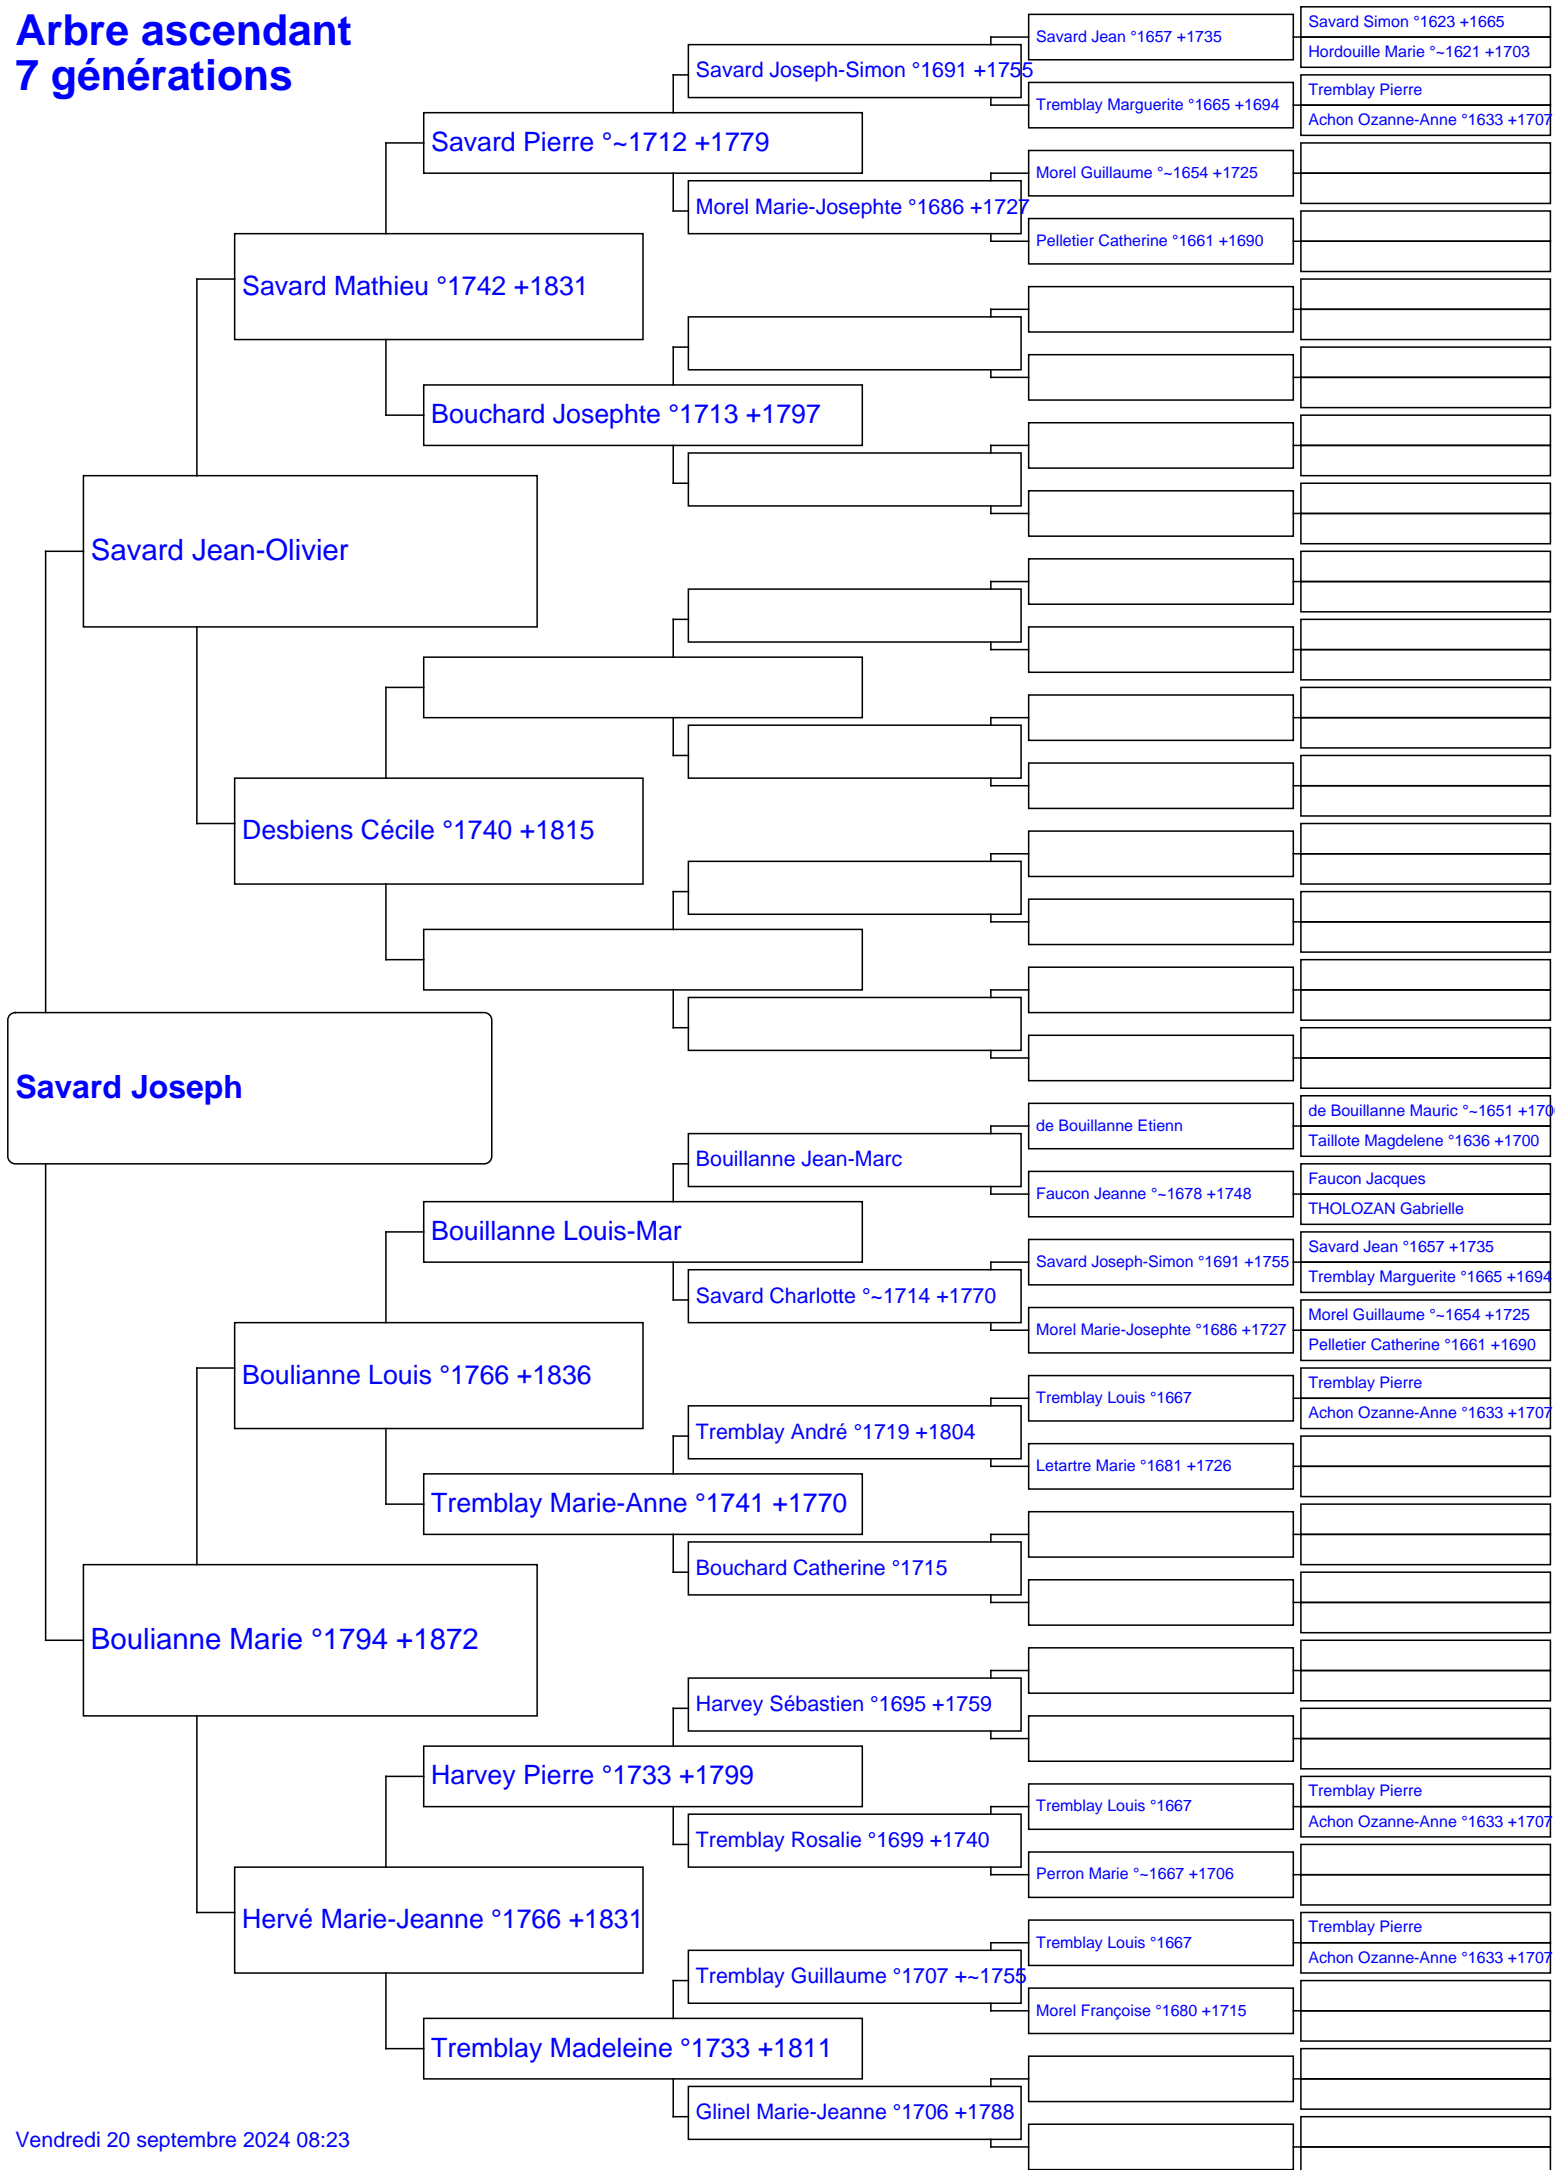 Arbre ascendant
7 générations
Savard Joseph
Savard Jean-Olivier
Boulianne Marie °1794 +1872
Savard Mathieu °1742 +1831
Desbiens Cécile °1740 +1815
Boulianne Louis °1766 +1836
Hervé Marie-Jeanne °1766 +1831
Savard Pierre °~1712 +1779
Bouchard Josephte °1713 +1797
Bouillanne Louis-Mar
Tremblay Marie-Anne °1741 +1770
Harvey Pierre °1733 +1799
Tremblay Madeleine °1733 +1811
Savard Joseph-Simon °1691 +1755
Morel Marie-Josephte °1686 +1727
Bouillanne Jean-Marc
Savard Charlotte °~1714 +1770
Tremblay André °1719 +1804
Bouchard Catherine °1715
Harvey Sébastien °1695 +1759
Tremblay Rosalie °1699 +1740
Tremblay Guillaume °1707 +~1755
Glinel Marie-Jeanne °1706 +1788
Savard Jean °1657 +1735
Tremblay Marguerite °1665 +1694
Morel Guillaume °~1654 +1725
Pelletier Catherine °1661 +1690
de Bouillanne Etienn
Faucon Jeanne °~1678 +1748
Savard Joseph-Simon °1691 +1755
Morel Marie-Josephte °1686 +1727
Tremblay Louis °1667
Letartre Marie °1681 +1726
Tremblay Louis °1667
Perron Marie °~1667 +1706
Tremblay Louis °1667
Morel Françoise °1680 +1715
Savard Simon °1623 +1665
Hordouille Marie °~1621 +1703
Tremblay Pierre
Achon Ozanne-Anne °1633 +1707
de Bouillanne Mauric °~1651 +170
Taillote Magdelene °1636 +1700
Faucon Jacques
THOLOZAN Gabrielle
Savard Jean °1657 +1735
Tremblay Marguerite °1665 +1694
Morel Guillaume °~1654 +1725
Pelletier Catherine °1661 +1690
Tremblay Pierre
Achon Ozanne-Anne °1633 +1707
Tremblay Pierre
Achon Ozanne-Anne °1633 +1707
Tremblay Pierre
Achon Ozanne-Anne °1633 +1707
Vendredi 20 septembre 2024 08:23